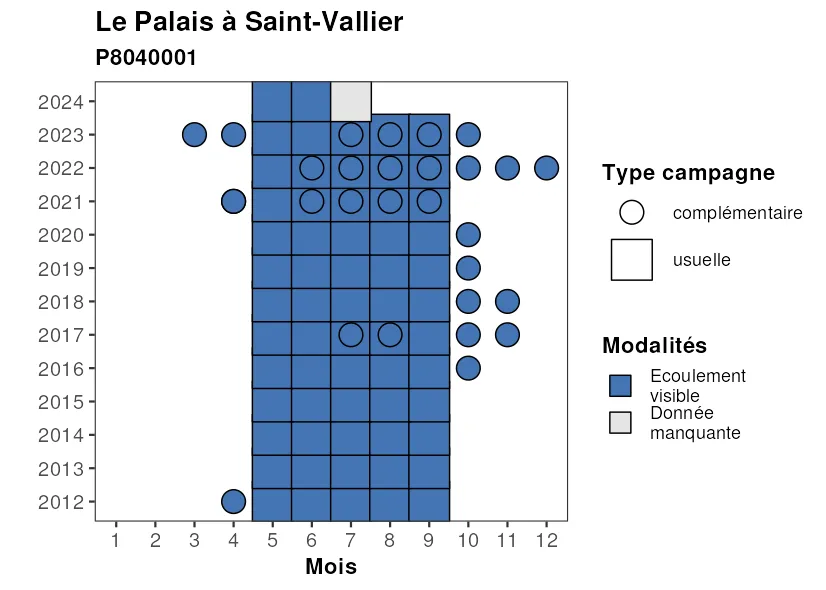 Le Palais à Saint-Vallier
P8040001
2024
2023
2022
2021
2020
2019
2018
2017
2016
2015
2014
2013
2012
1 2 3 4 5 6 7 8 9 10 11 12
Mois
Type campagne
complémentaire
usuelle
Modalités
Ecoulement
visible
Donnée
manquante